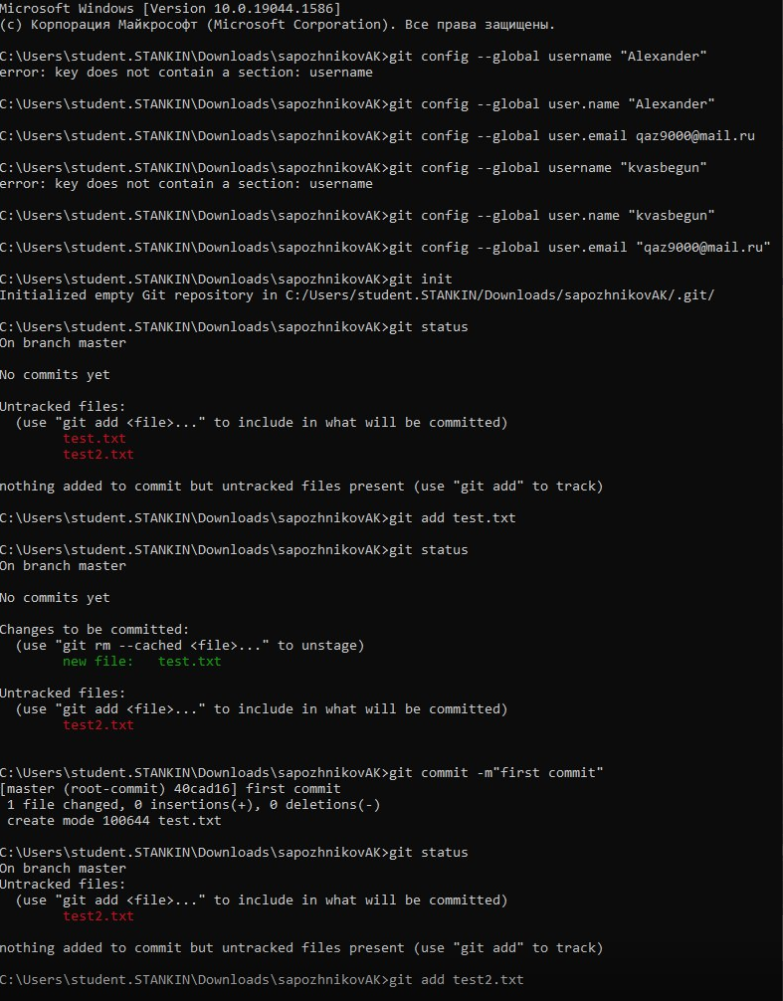 Microsoft Windows [Version 10.0.19044.1586]
(c) Корпорация Майкрософт (Microsoft Corporation). Все права защищены.
C:\Users\student.STANKIN\Downloads\sapozhnikovAK>git config --global username "Alexander"
error: key does not contain a section: username
C:\Users\student.STANKIN\Downloads\sapozhnikovAK>git config --global user.name "Alexander"
C:\Users\student.STANKIN\Downloads\sapozhnikovAK>git config --global user.email qaz9000@mail.ru
C:\Users\student.STANKIN\Downloads\sapozhnikovAK>git config --global username "kvasbegun"
error: key does not contain a section: username
C:\Users\student.STANKIN\Downloads\sapozhnikovAK>git config --global user.name "kvasbegun"
C:\Users\student.STANKIN\Downloads\sapozhnikovAK>git config --global user.email "qaz9000@mail.ru"
C:\Users\student.STANKIN\Downloads\sapozhnikovAK>git init
Initialized empty Git repository in C:/Users/student.STANKIN/Downloads/sapozhnikovAK/.git/
C:\Users\student.STANKIN\Downloads\sapozhnikovAK>git status
On branch master
No commits yet
Untracked files:
(use "git add <file>..." to include in what will be committed)
test.txt
test2.txt
nothing added to commit but untracked files present (use "git add" to track)
C:\Users\student.STANKIN\Downloads\sapozhnikovAK>git add test.txt
C:\Users\student.STANKIN\Downloads\sapozhnikovAK>git status
On branch master
No commits yet
Changes to be committed:
(use "git rm --cached <file>..." to unstage)
new file:   test.txt
Untracked files:
(use "git add <file>..." to include in what will be committed)
test2.txt
C:\Users\student.STANKIN\Downloads\sapozhnikovAK>git commit -m"first commit"
[master (root-commit) 40cad16] first commit
1 file changed, 0 insertions(+), 0 deletions(-)
create mode 100644 test.txt
C:\Users\student.STANKIN\Downloads\sapozhnikovAK>git status
On branch master
Untracked files:
(use "git add <file>..." to include in what will be committed)
test2.txt
nothing added to commit but untracked files present (use "git add" to track)
C:\Users\student.STANKIN\Downloads\sapozhnikovAK>git add test2.txt